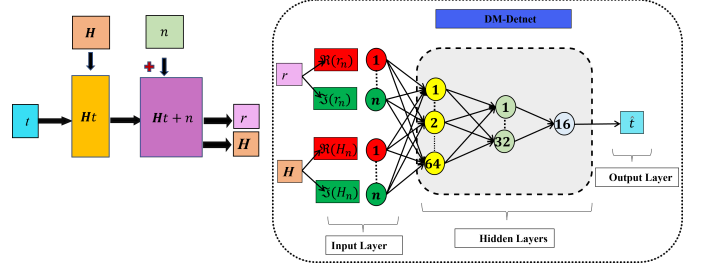 H
n
t
Ht
+
Ht + n
r
H
DM-Detnet
r
ℜ(r_n)
ℑ(r_n)
1
n
H
ℜ(H_n)
ℑ(H_n)
1
n
1
2
64
1
32
16
t̂
Input Layer
Hidden Layers
Output Layer